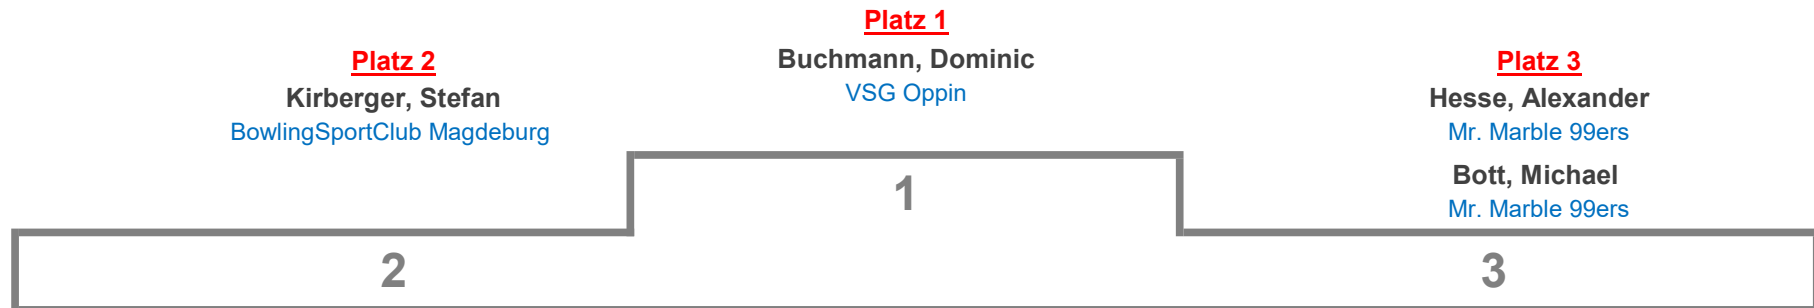 Platz 1
Buchmann, Dominic
VSG Oppin
Platz 2
Kirberger, Stefan
BowlingSportClub Magdeburg
Platz 3
Hesse, Alexander
Mr. Marble 99ers
Bott, Michael
Mr. Marble 99ers
1
2
3